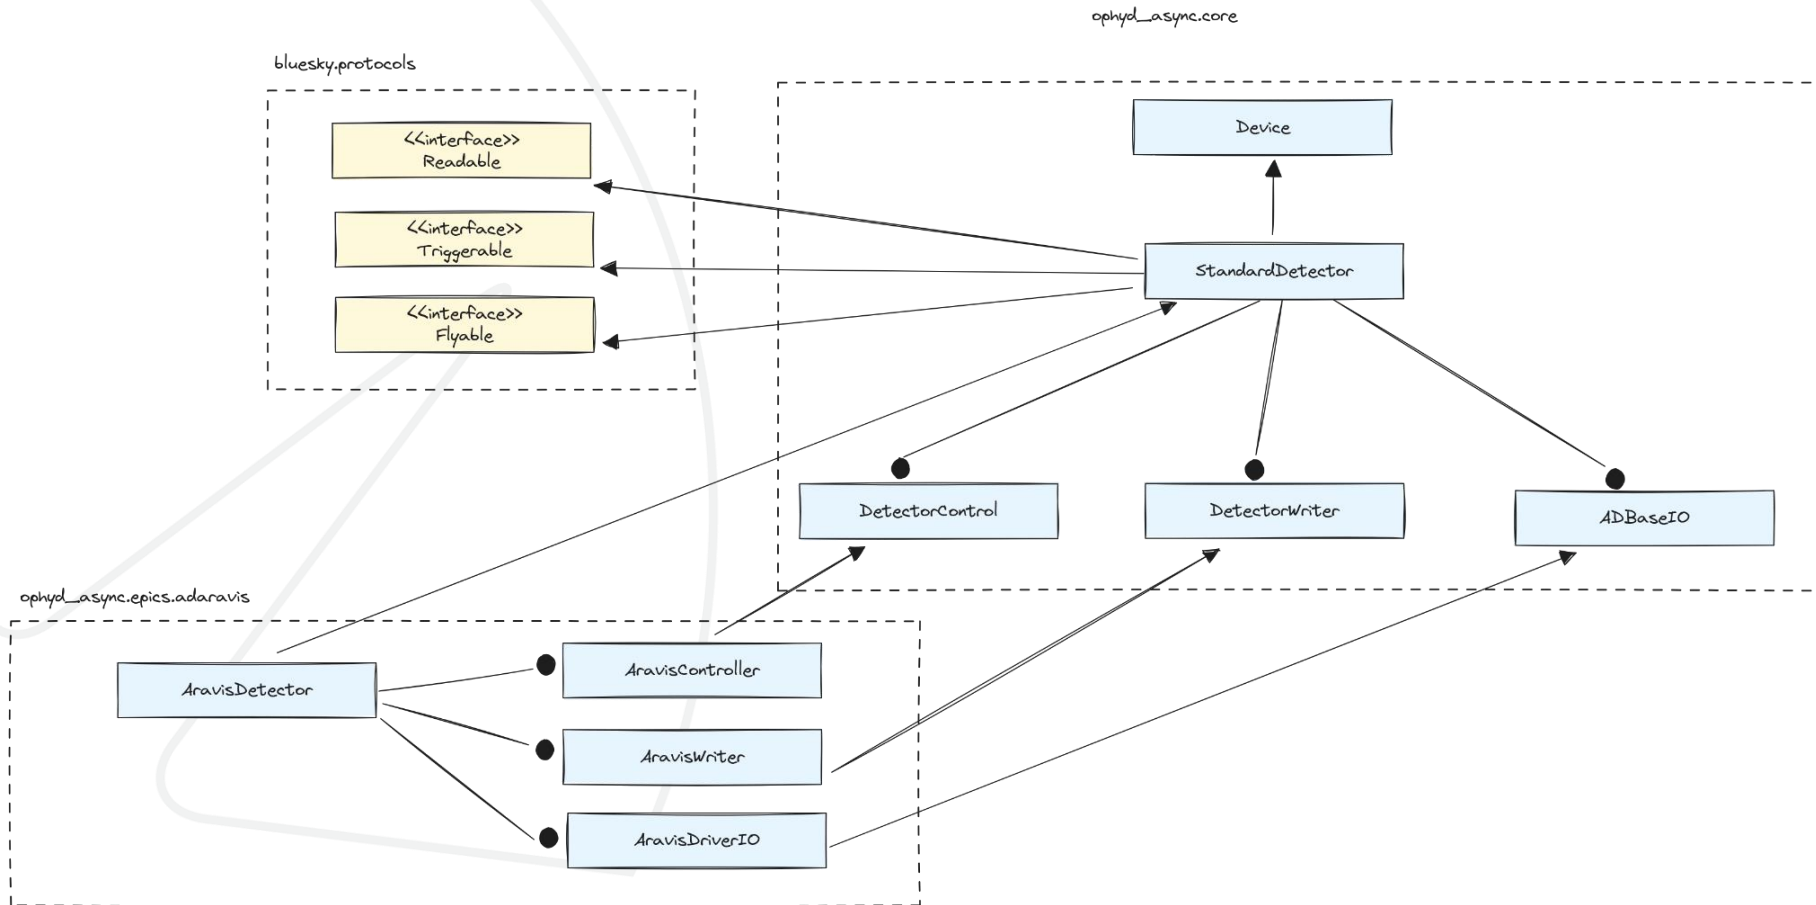 ophyd_async.core
bluesky.protocols
<<interface>>
Readable
<<interface>>
Triggerable
<<interface>>
Flyable
Device
StandardDetector
DetectorControl
DetectorWriter
ADBaseIO
ophyd_async.epics.adaravis
AravisDetector
AravisController
AravisWriter
AravisDriverIO